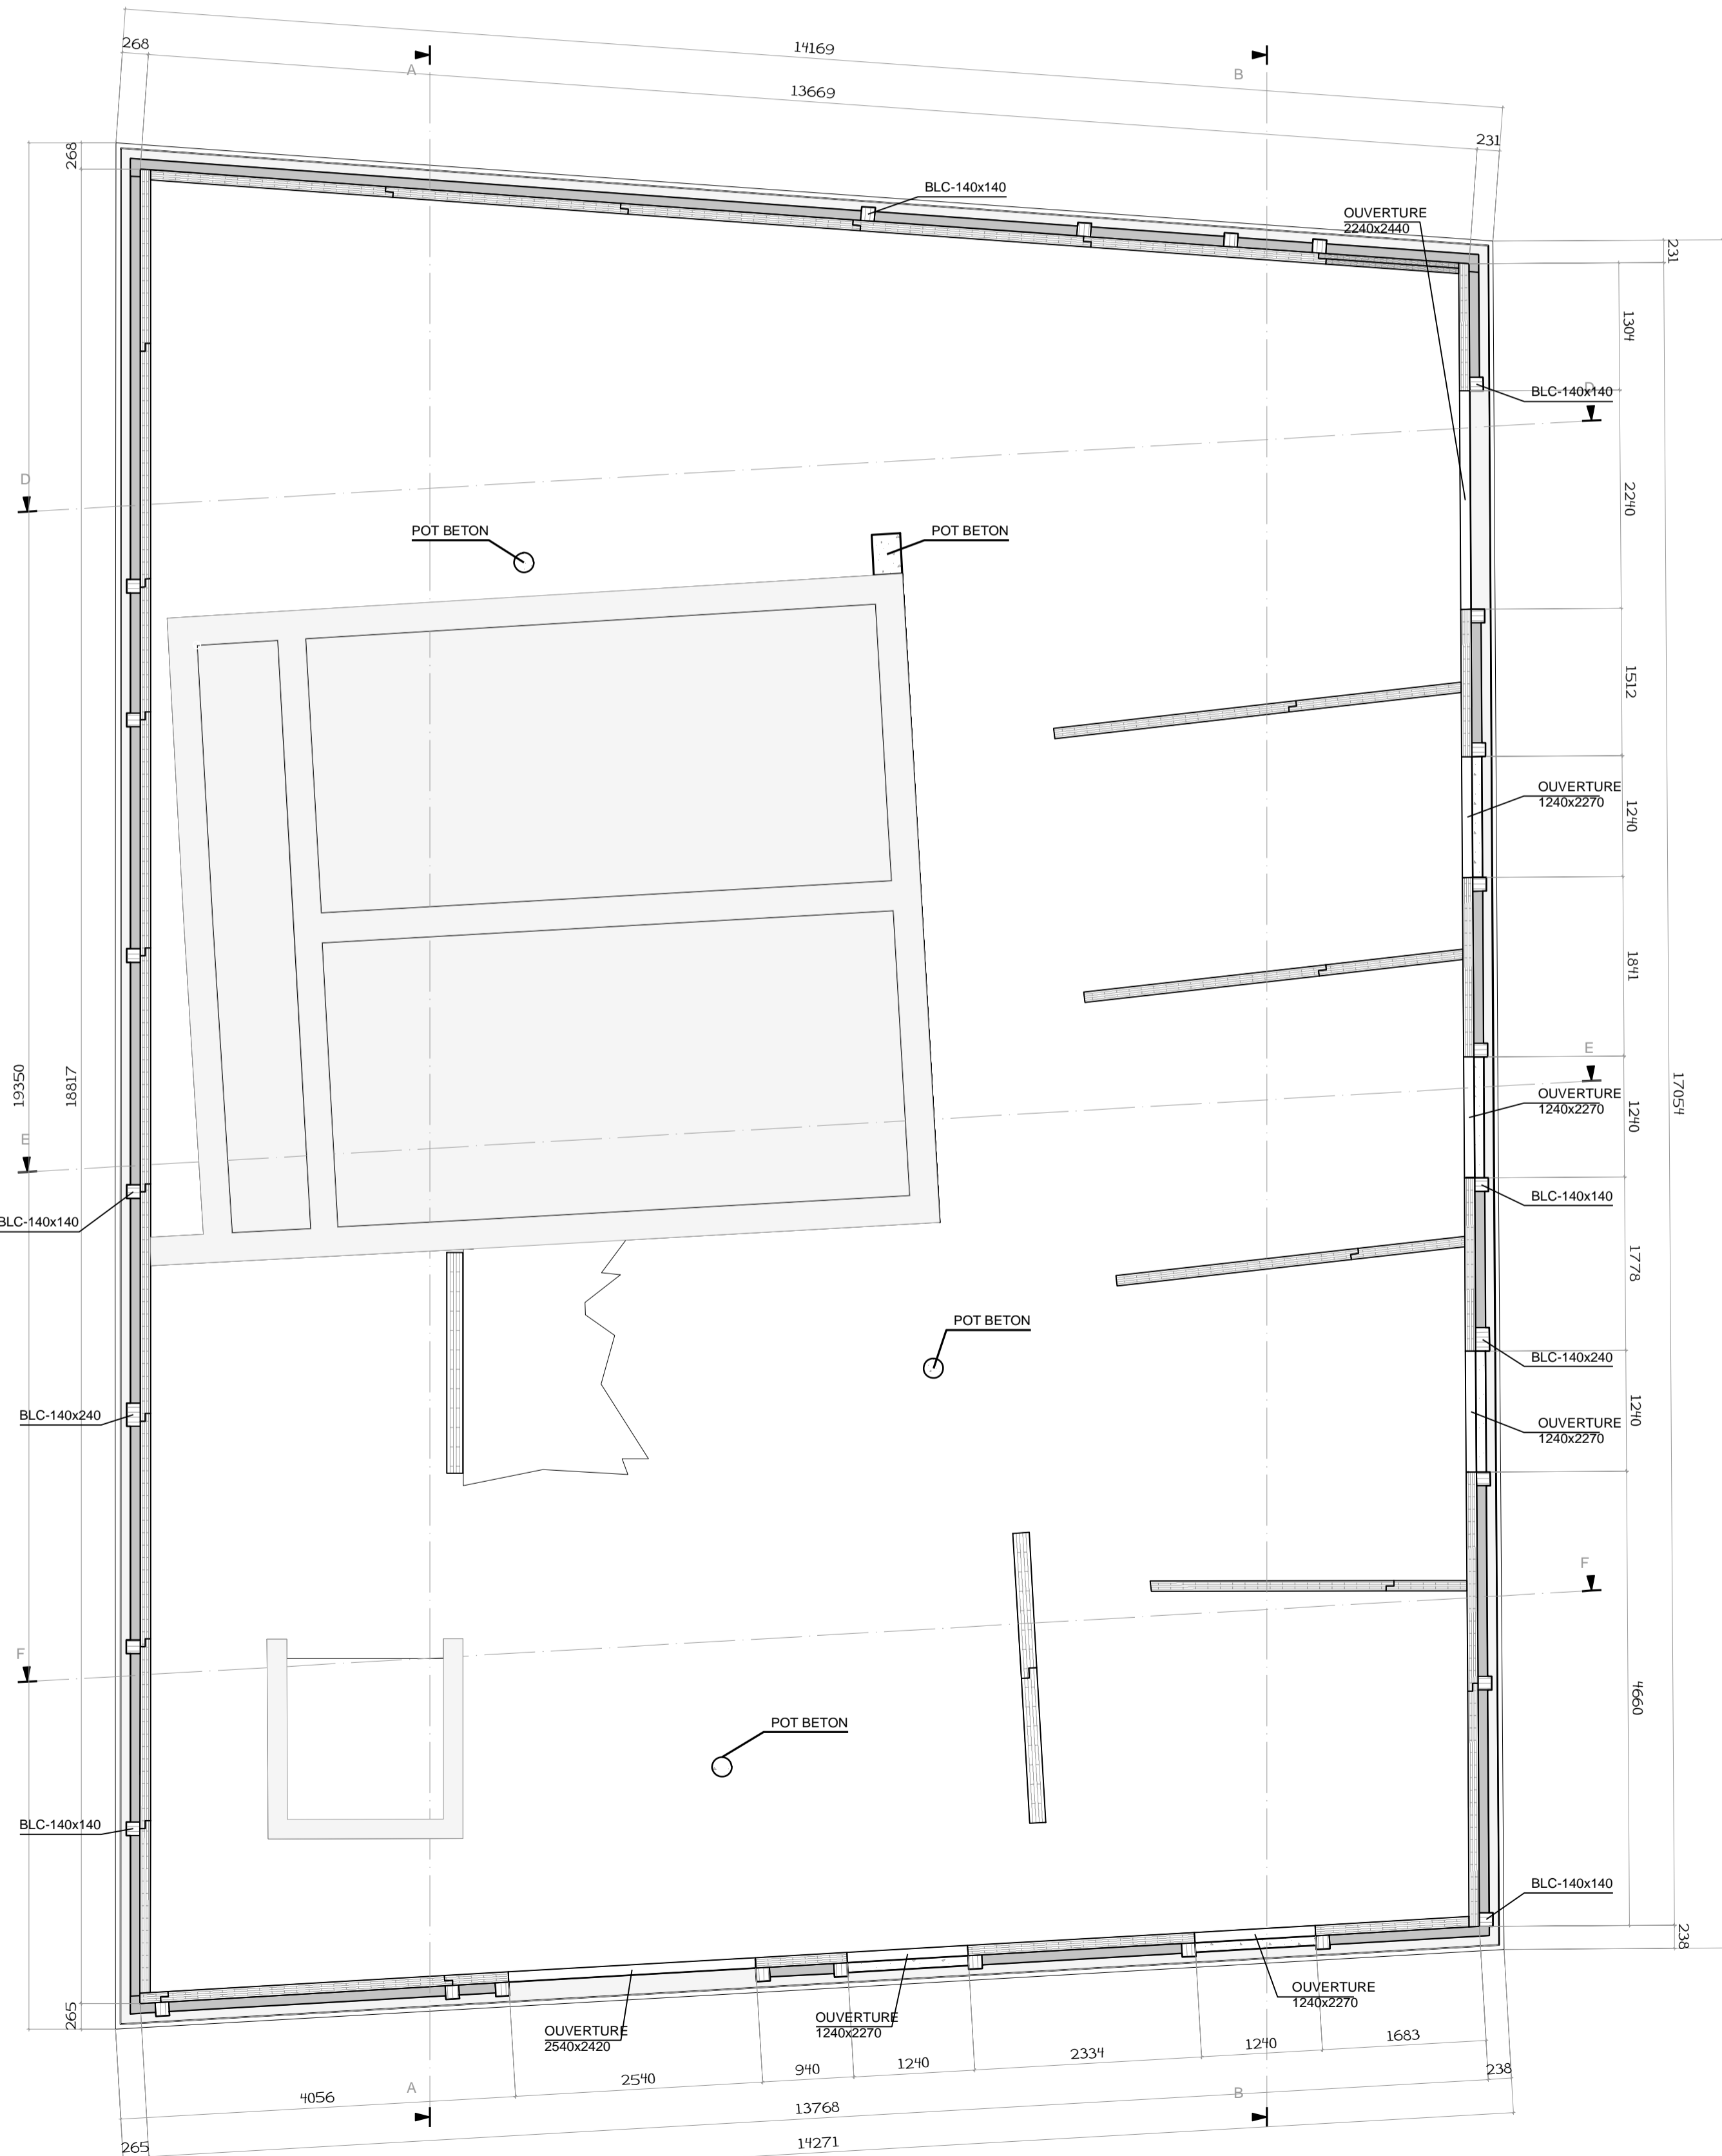 14169
268
A
B
13669
231
298
BLC-140x140
OUVERTURE
2240x2440
231
1304
D
BLC-140x140
D
2240
POT BETON
POT BETON
1512
OUVERTURE
1240x2270
1240
1841
E
19350
18817
17054
OUVERTURE
1240x2270
1240
E
BLC-140x140
BLC-140x140
1778
POT BETON
BLC-140x240
BLC-140x240
1240
OUVERTURE
1240x2270
F
F
4660
POT BETON
BLC-140x140
BLC-140x140
238
265
OUVERTURE
1240x2270
OUVERTURE
1240x2270
OUVERTURE
2540x2420
1683
1240
2334
1240
940
2540
4056
238
A
B
13768
14271
265